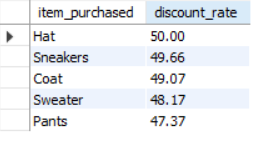 item_purchased discount_rate
Hat 50.00
Sneakers 49.66
Coat 49.07
Sweater 48.17
Pants 47.37